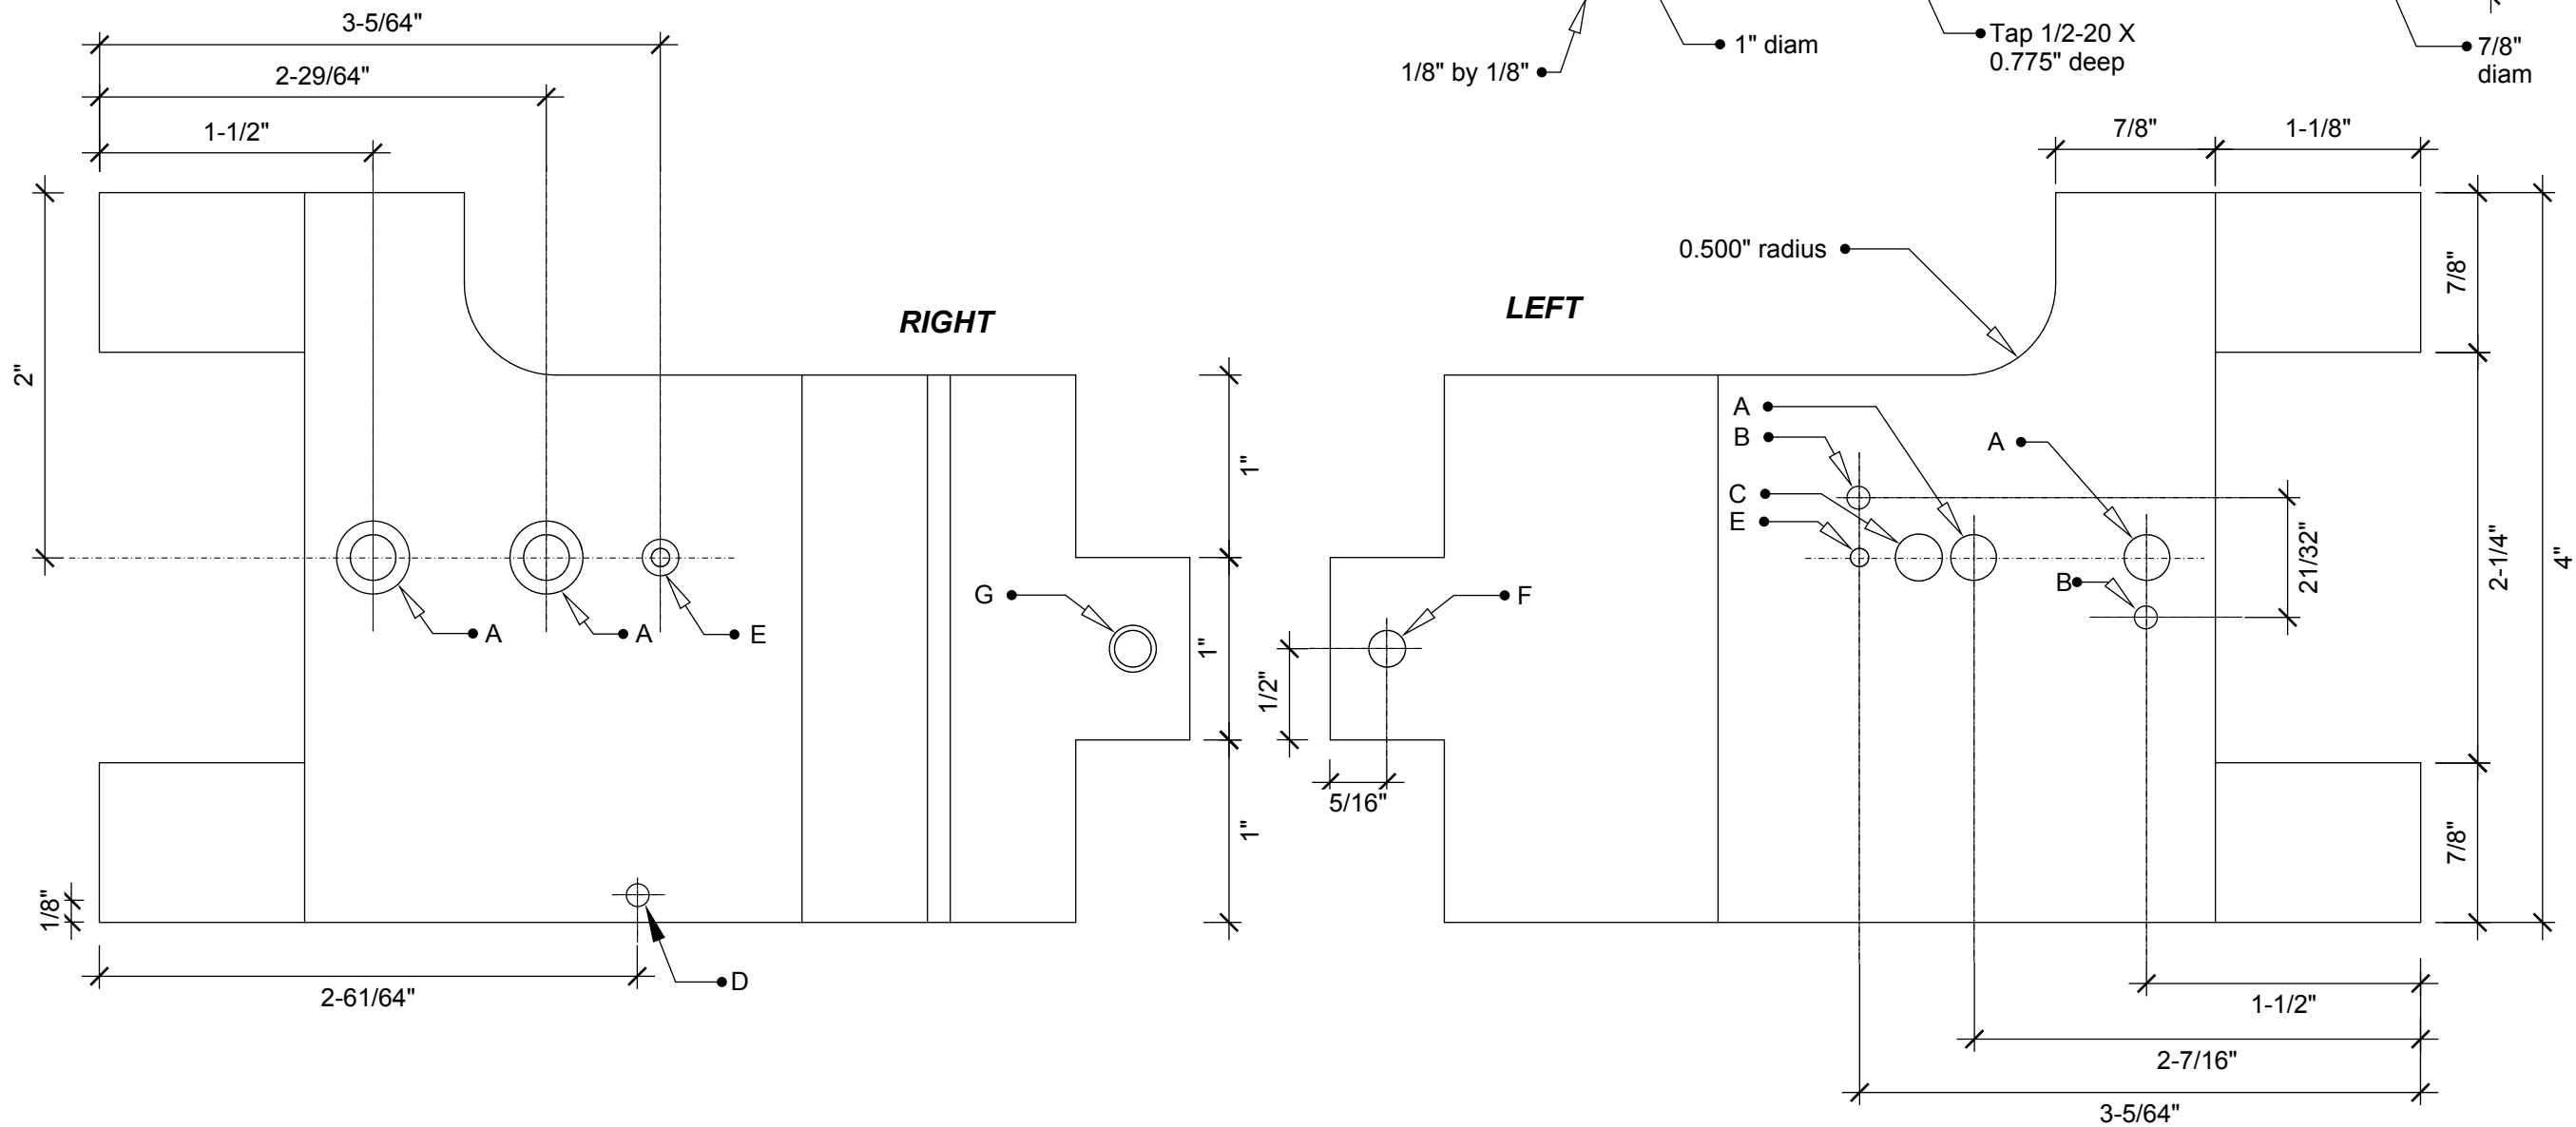 3-5/64"
2-29/64"
1-1/2"
2"
1/8" by 1/8"
1" diam
Tap 1/2-20 X
0.775" deep
7/8"
diam
7/8"
1-1/8"
RIGHT
LEFT
0.500" radius
A
B
C
E
A
B
A
A
E
G
F
D
1"
1"
1"
1/2"
5/16"
21/32"
7/8"
2-1/4"
7/8"
4"
1/8"
2-61/64"
1-1/2"
2-7/16"
3-5/64"